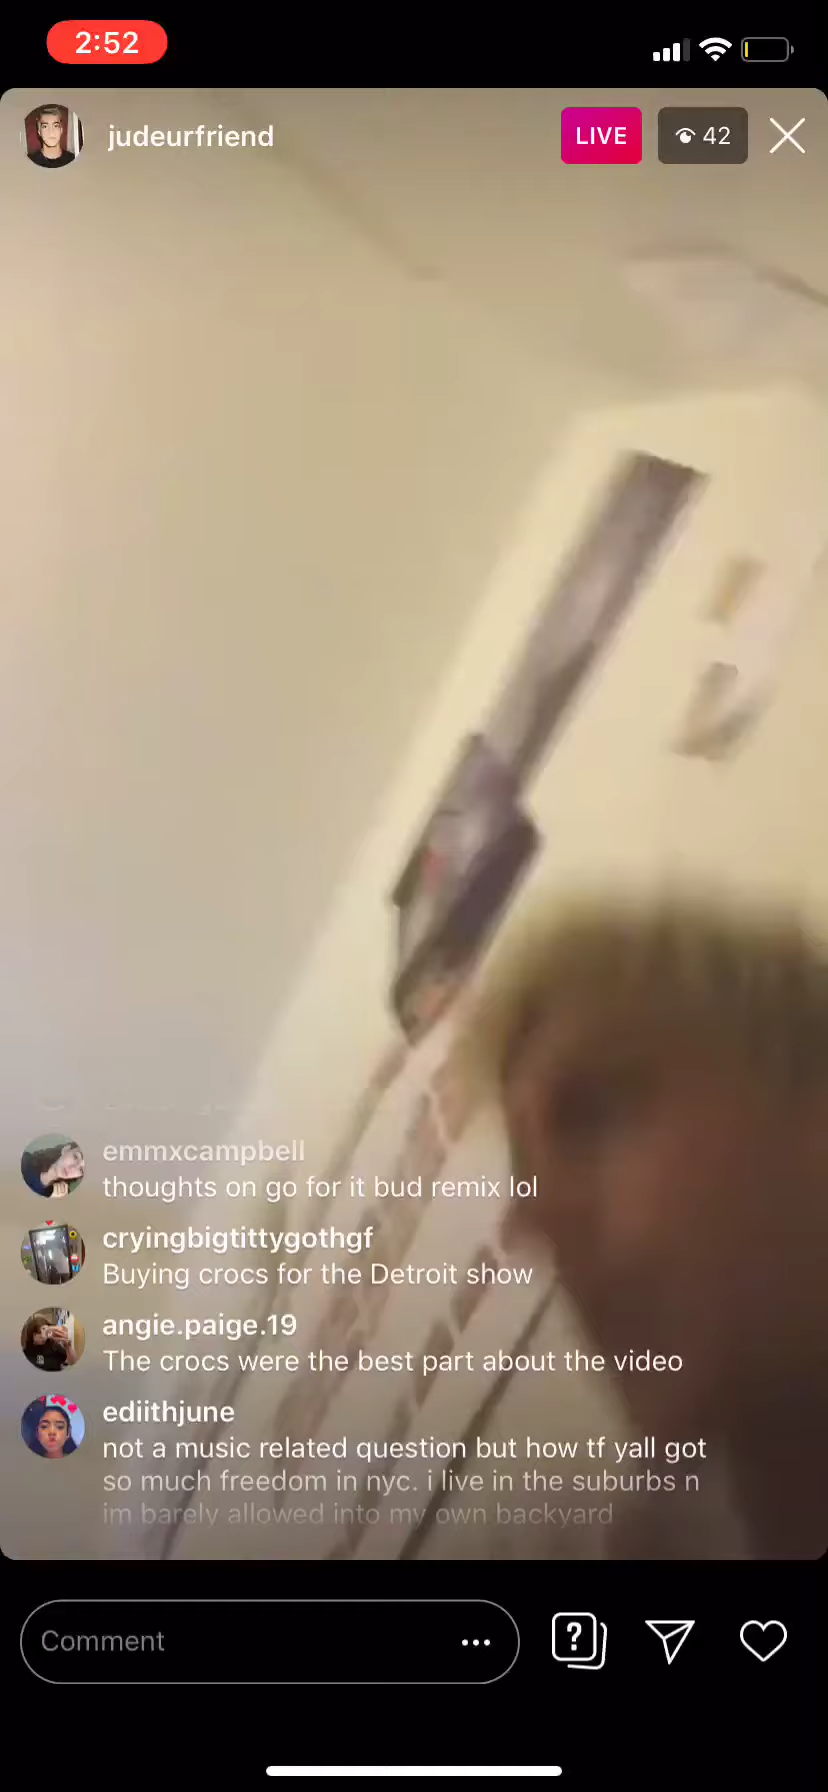 2:52
judeurfriend
LIVE
42
emmxcampbell
thoughts on go for it bud remix lol
cryingbigtittygothgf
Buying crocs for the Detroit show
angie.paige.19
The crocs were the best part about the video
ediithjune
not a music related question but how tf yall got
so much freedom in nyc. i live in the suburbs n
im barely allowed into my own backyard
Comment